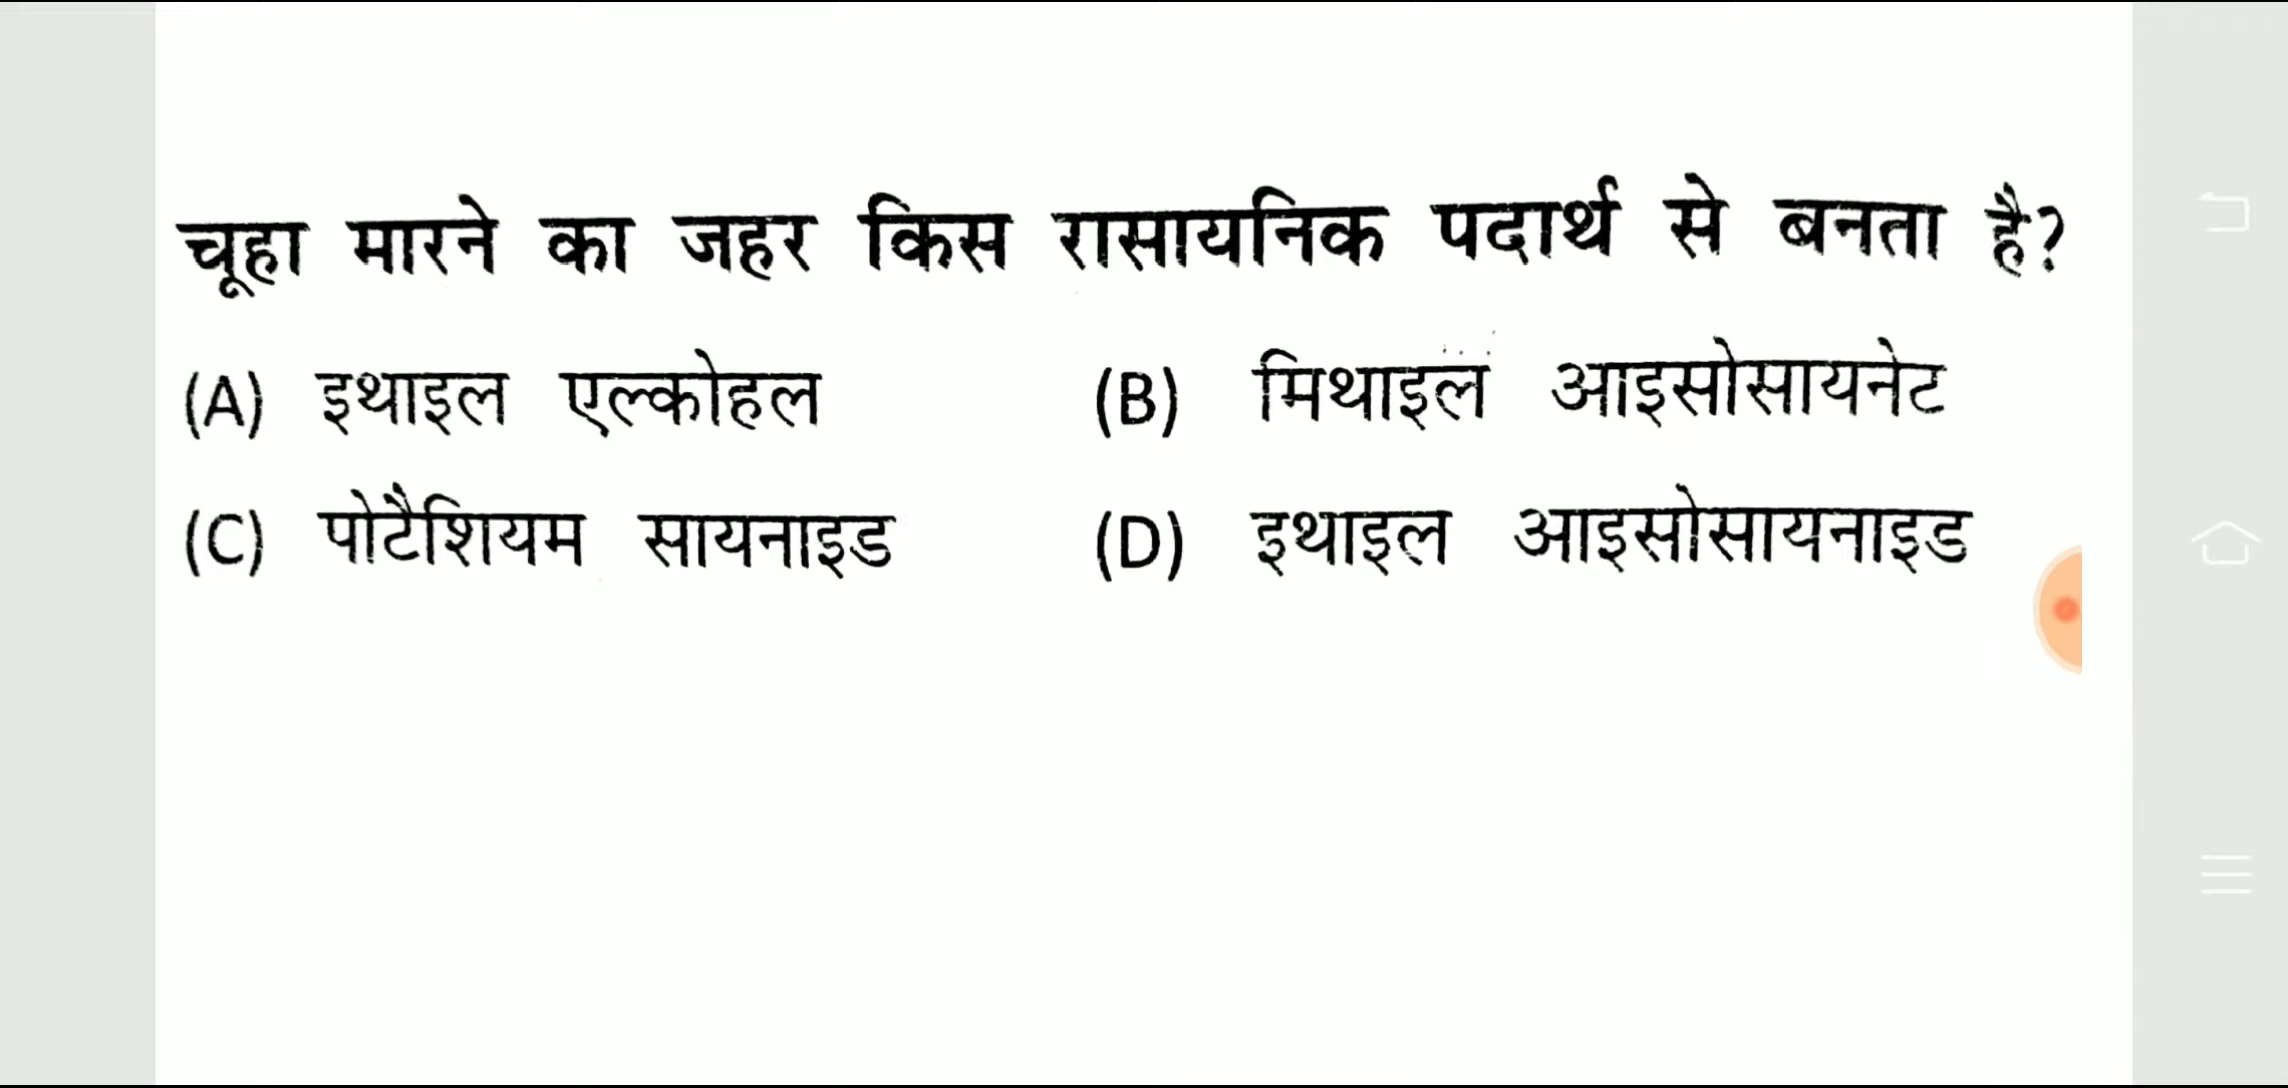 चूहा मारने का जहर किस रासायनिक पदार्थ से बनता है?
(A) इथाइल एल्कोहल (B) मिथाइल आइसोसायनेट
(C) पोटैशियम सायनाइड (D) इथाइल आइसोसायनाइड